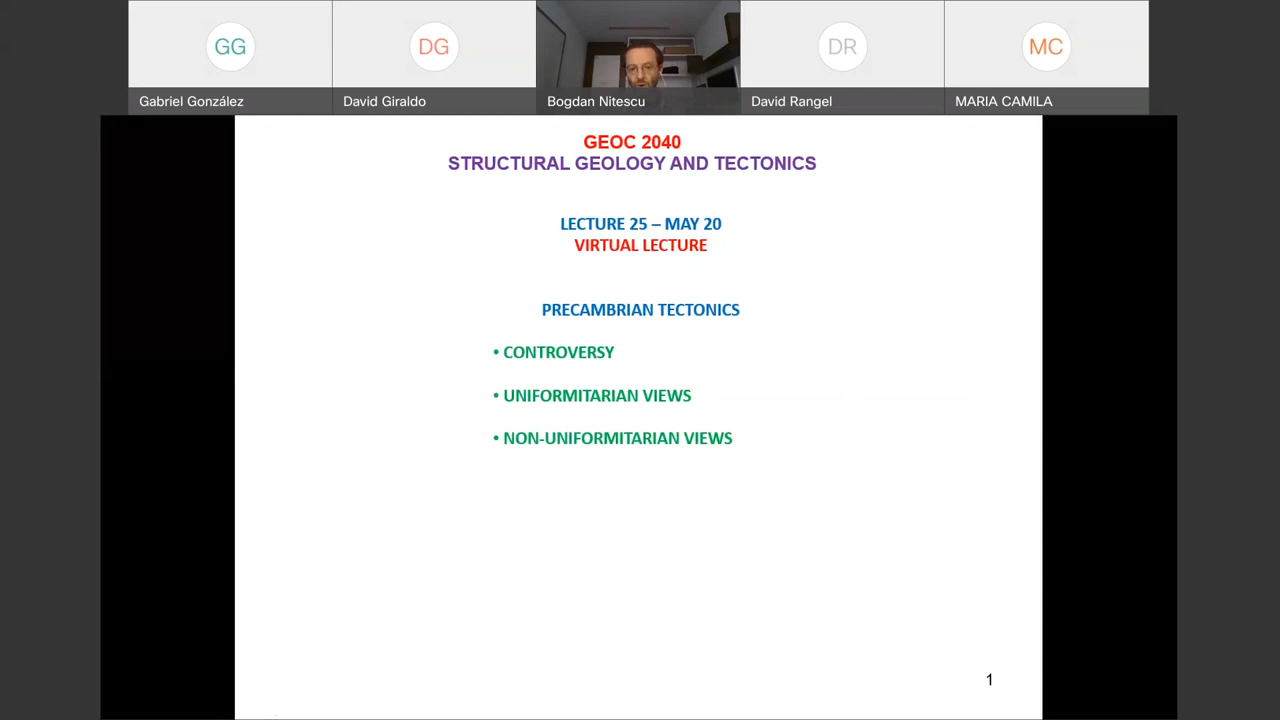 GG
DG
DR
MC
Gabriel González
David Giraldo
Bogdan Nitescu
David Rangel
MARIA CAMILA
GEOC 2040
STRUCTURAL GEOLOGY AND TECTONICS
LECTURE 25 – MAY 20
VIRTUAL LECTURE
PRECAMBRIAN TECTONICS
• CONTROVERSY
• UNIFORMITARIAN VIEWS
• NON-UNIFORMITARIAN VIEWS
1